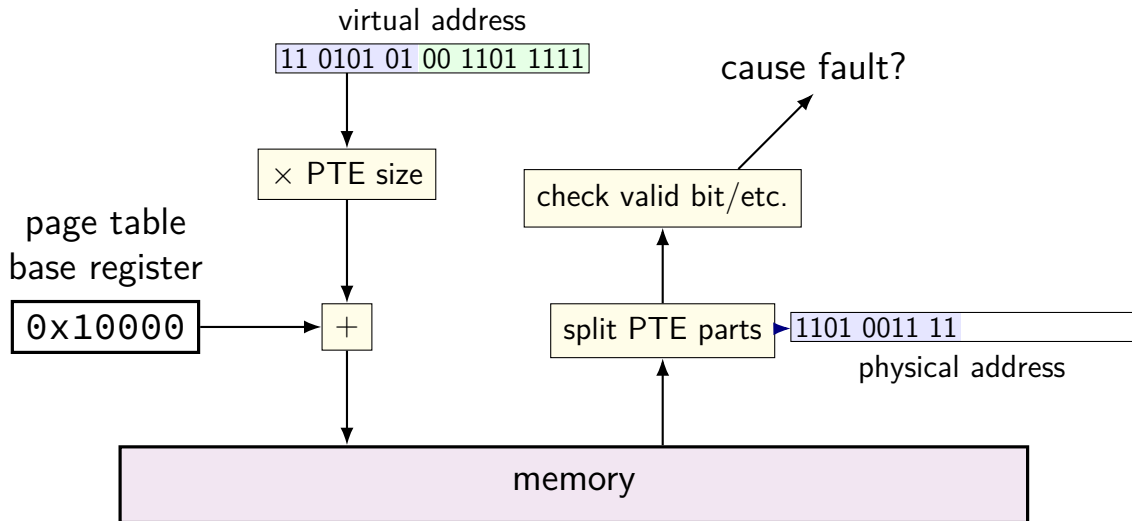 virtual address
11 0101 01 00 1101 1111
cause fault?
× PTE size
check valid bit/etc.
page table
base register
0x10000
+
split PTE parts
1101 0011 11
physical address
memory